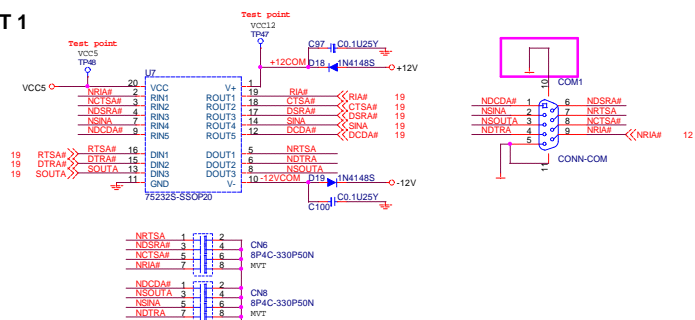 T 1
Test point
VCC12
TP47
Test point
VCC5
TP48
C97 C0.1U25Y
+12COM D18 1N4148S +12V
U7
VCC5 20 VCC V+ 1
NRIA# 2 RIN1 ROUT1 19 RIA# RIA# 19
NCTSA# 3 RIN2 ROUT2 18 CTSA# CTSA# 19
NDSRA# 4 RIN3 ROUT3 17 DSRA# DSRA# 19
NSINA 7 RIN4 ROUT4 14 SINA SINA 19
NDCDA# 9 RIN5 ROUT5 12 DCDA# DCDA# 19
19 RTSA# RTSA# 16 DIN1 DOUT1 5 NRTSA
19 DTRA# DTRA# 15 DIN2 DOUT2 6 NDTRA
19 SOUTA SOUTA 13 DIN3 DOUT3 8 NSOUTA
11 GND V- 10 -12VCOM D19 1N4148S -12V
75232S-SSOP20
C100 C0.1U25Y
10 COM1
NDCDA# 1 6 NDSRA#
NSINA 2 7 NRTSA
NSOUTA 3 8 NCTSA#
NDTRA 4 9 NRIA# NRIA# 12
5
11 CONN-COM
NRTSA 1 2
NDSRA# 3 4 CN6
NCTSA# 5 6 8P4C-330P50N
NRIA# 7 8 MVT
NDCDA# 1 2
NSOUTA 3 4 CN8
NSINA 5 6 8P4C-330P50N
NDTRA 7 8 MVT